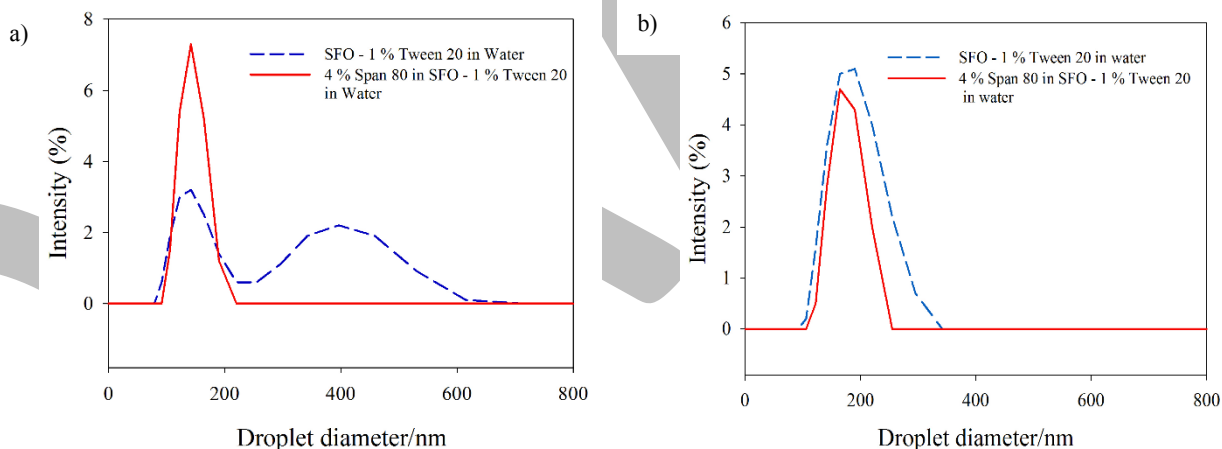 a)
8
6
4
2
0
Intensity (%)
SFO - 1 % Tween 20 in Water
4 % Span 80 in SFO - 1 % Tween 20
in Water
0
200
400
600
800
Droplet diameter/nm
b)
6
5
4
3
2
1
0
Intensity (%)
SFO - 1 % Tween 20 in water
4 % Span 80 in SFO - 1 % Tween 20
in water
0
200
400
600
800
Droplet diameter/nm